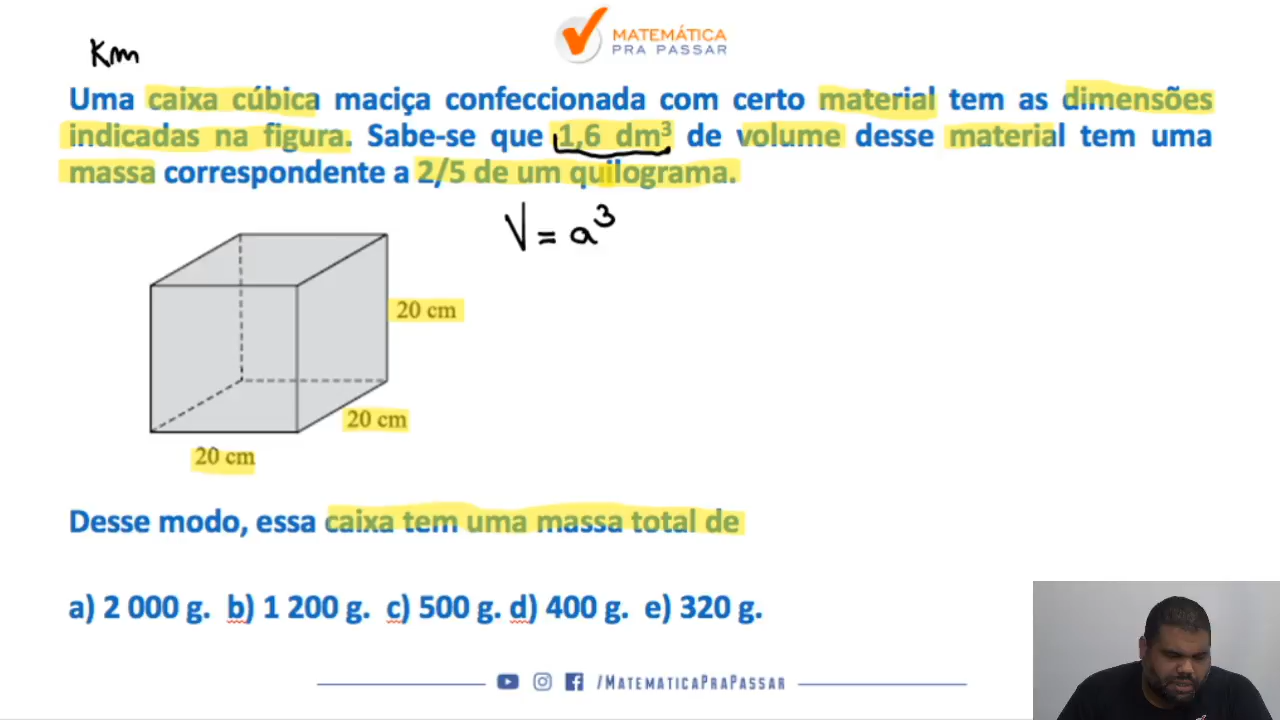 MATEMÁTICA
PRA PASSAR
Km
Uma caixa cúbica maciça confeccionada com certo material tem as dimensões
indicadas na figura. Sabe-se que 1,6 dm³ de volume desse material tem uma
massa correspondente a 2/5 de um quilograma.
V = a³
20 cm
20 cm
20 cm
Desse modo, essa caixa tem uma massa total de
a) 2 000 g. b) 1 200 g. c) 500 g. d) 400 g. e) 320 g.
/MATEMATICAPRAPASSAR